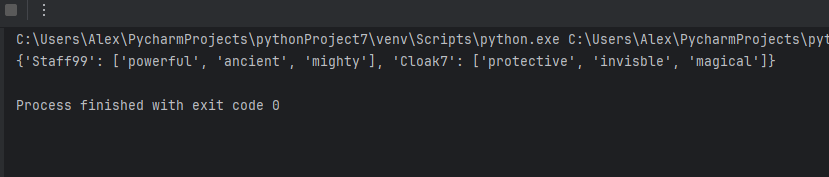 C:\Users\Alex\PycharmProjects\pythonProject7\venv\Scripts\python.exe C:\Users\Alex\PycharmProjects\pyt
{'Staff99': ['powerful', 'ancient', 'mighty'], 'Cloak7': ['protective', 'invisble', 'magical']}
Process finished with exit code 0